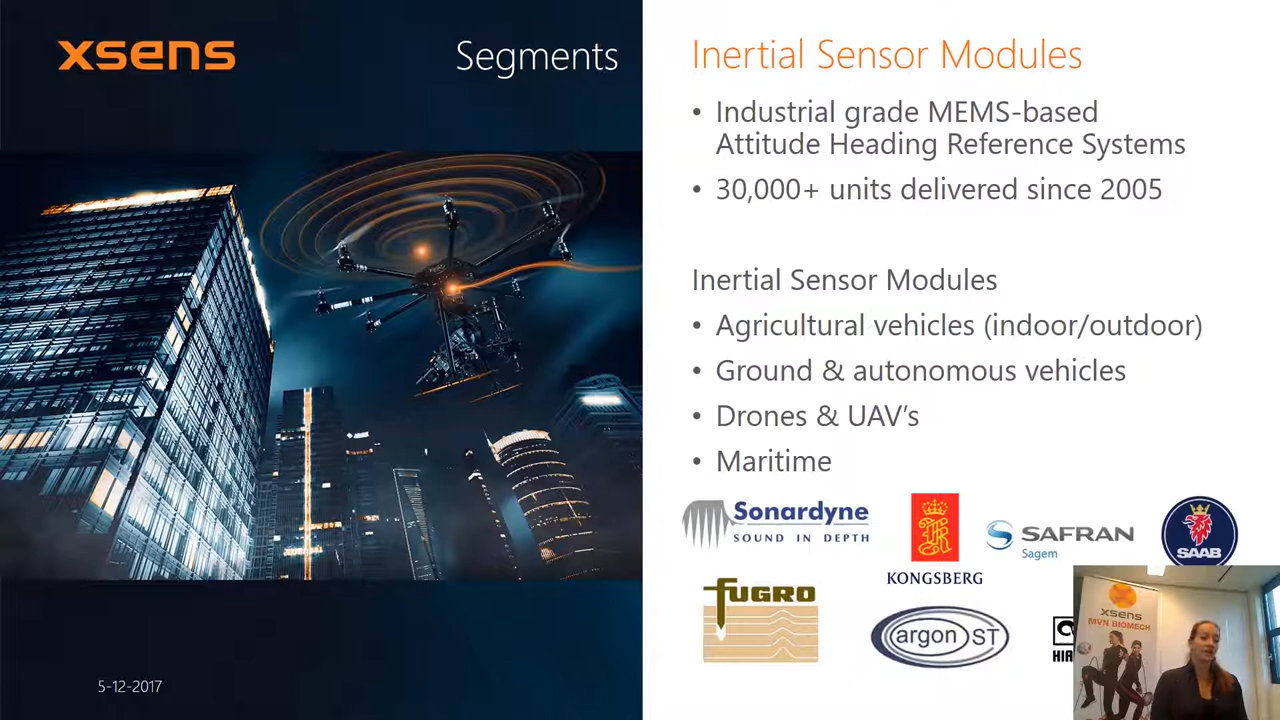 xsens
Segments
Inertial Sensor Modules
• Industrial grade MEMS-based
Attitude Heading Reference Systems
• 30,000+ units delivered since 2005
Inertial Sensor Modules
• Agricultural vehicles (indoor/outdoor)
• Ground & autonomous vehicles
• Drones & UAV's
• Maritime
Sonardyne
SOUND IN DEPTH
KONGSBERG
SAFRAN
Sagem
SAAB
FUGRO
argon ST
xsens
MVN BIOMECH
5-12-2017